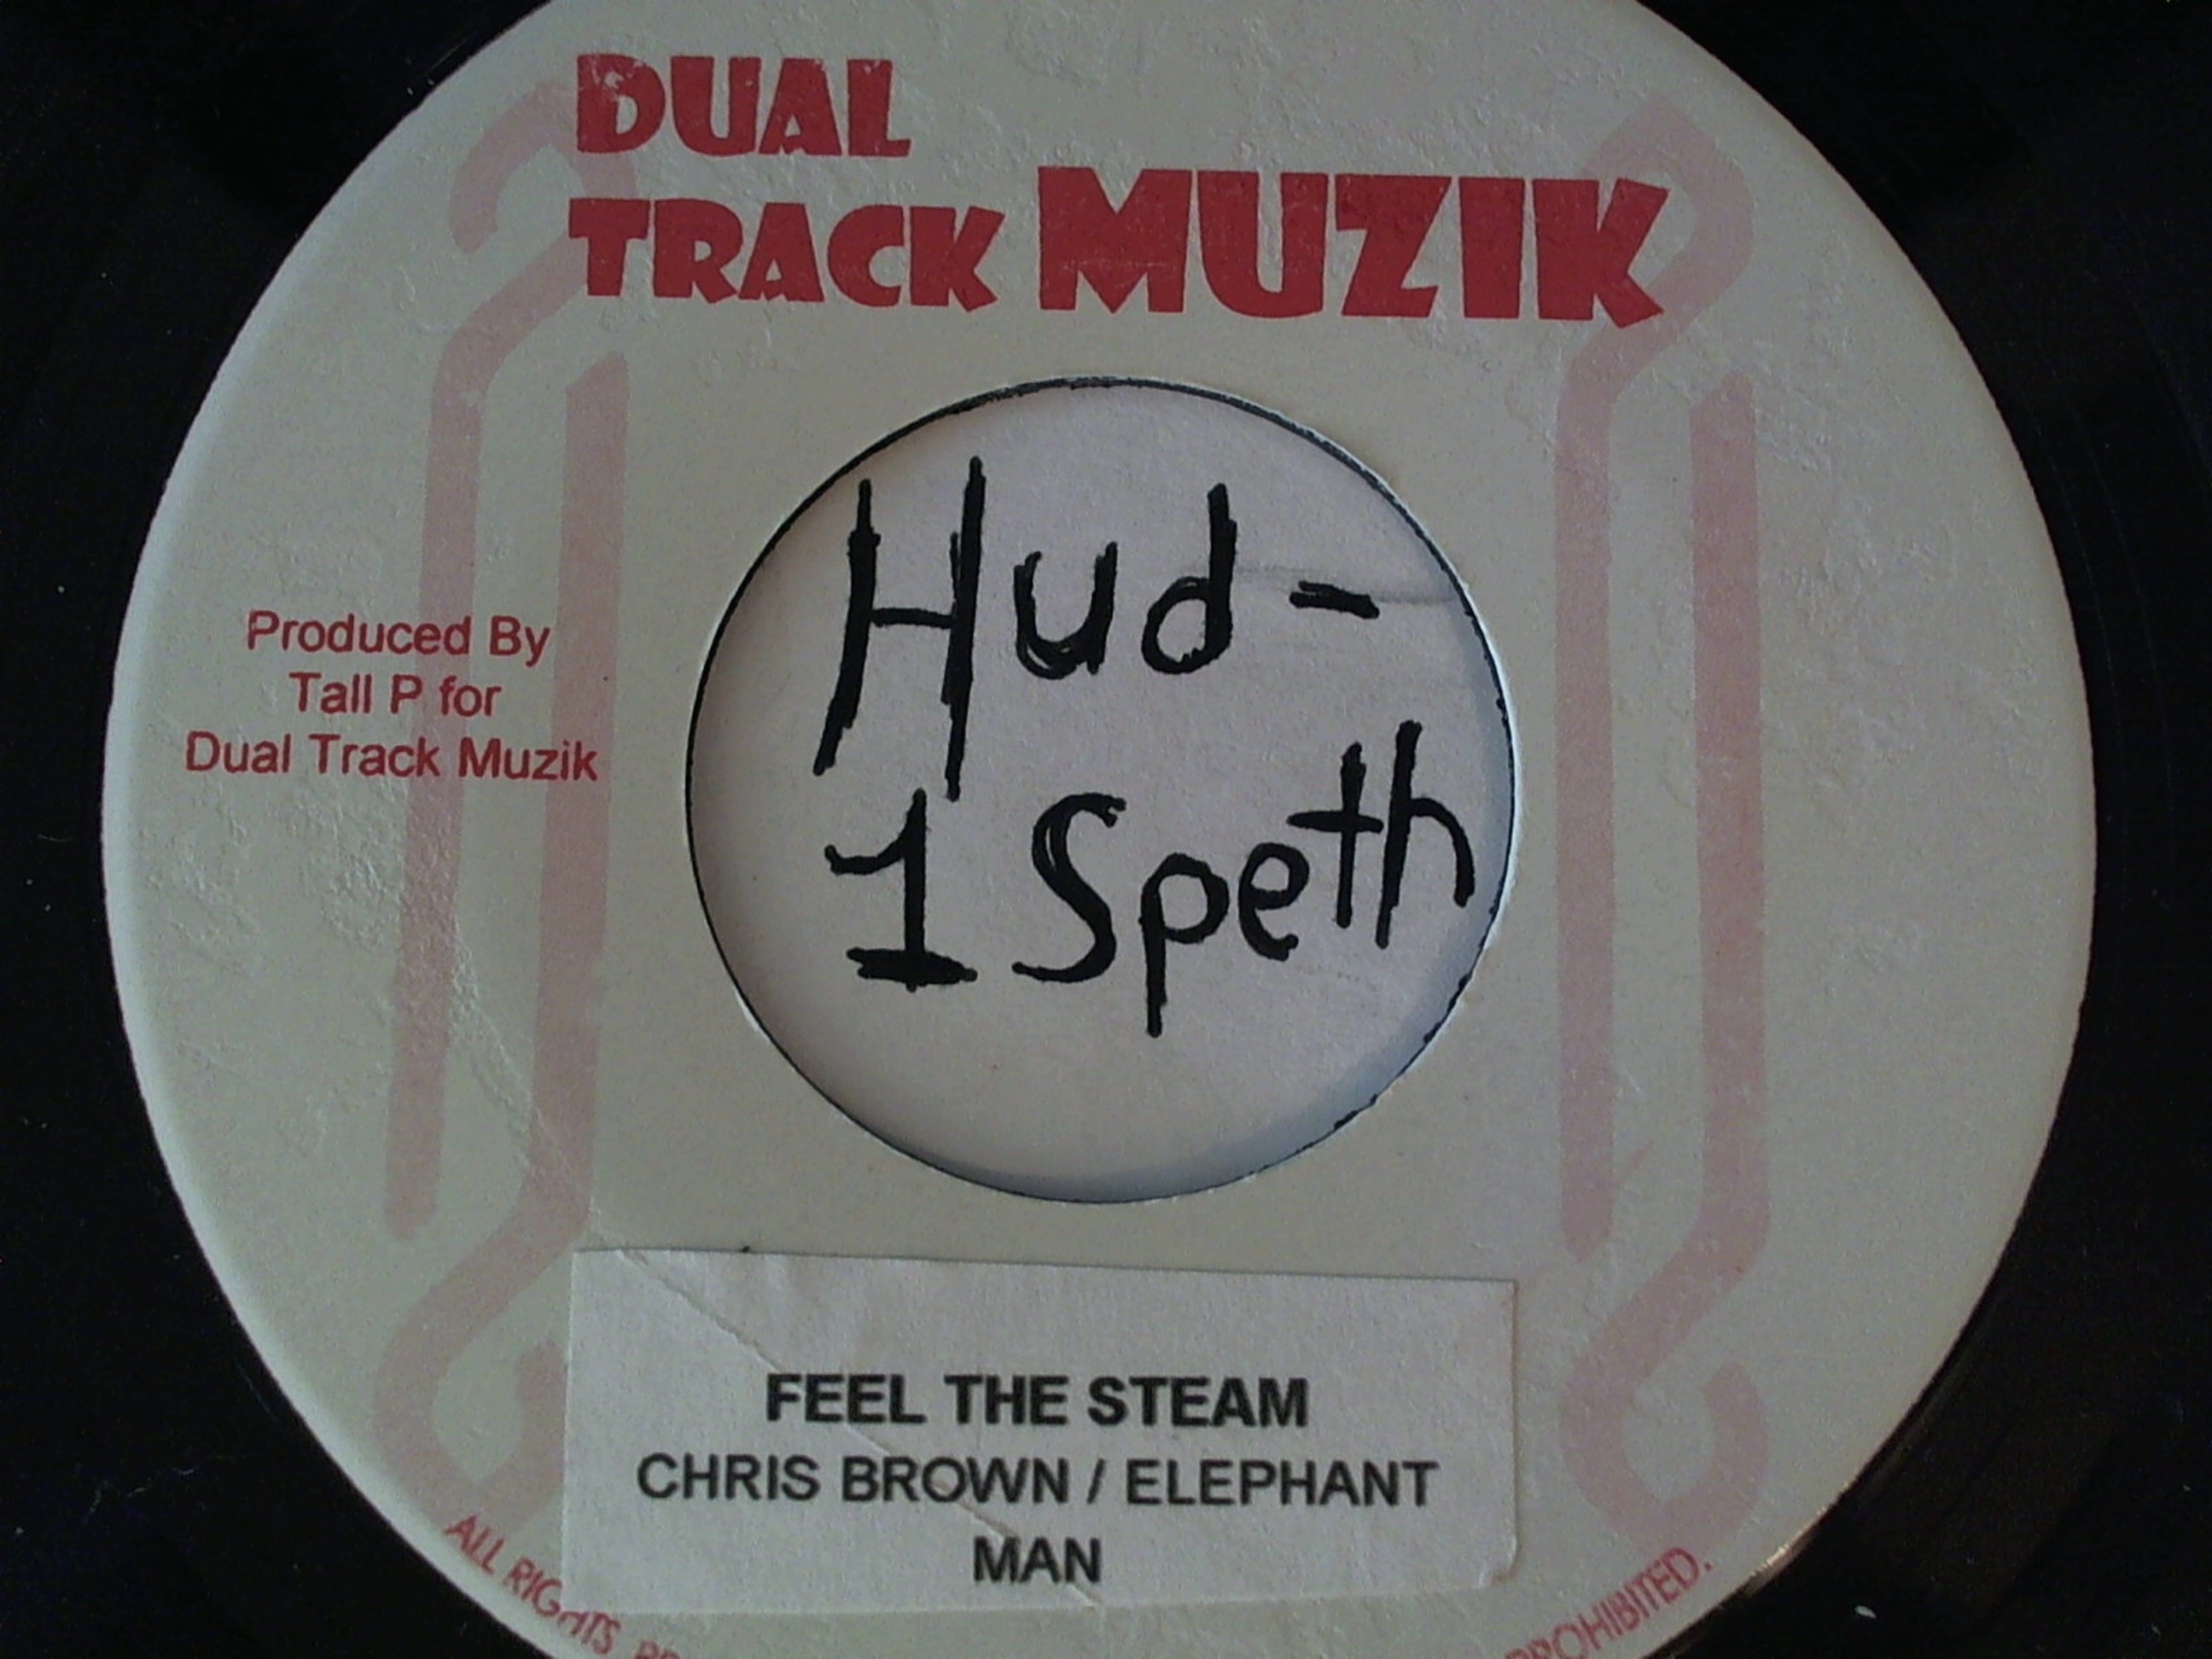 DUAL
TRACK MUZIK
Produced By
Tall P for
Dual Track Muzik
Hud-
1 Speth
FEEL THE STEAM
CHRIS BROWN / ELEPHANT
MAN
ALL RIGHTS
PROHIBITED.